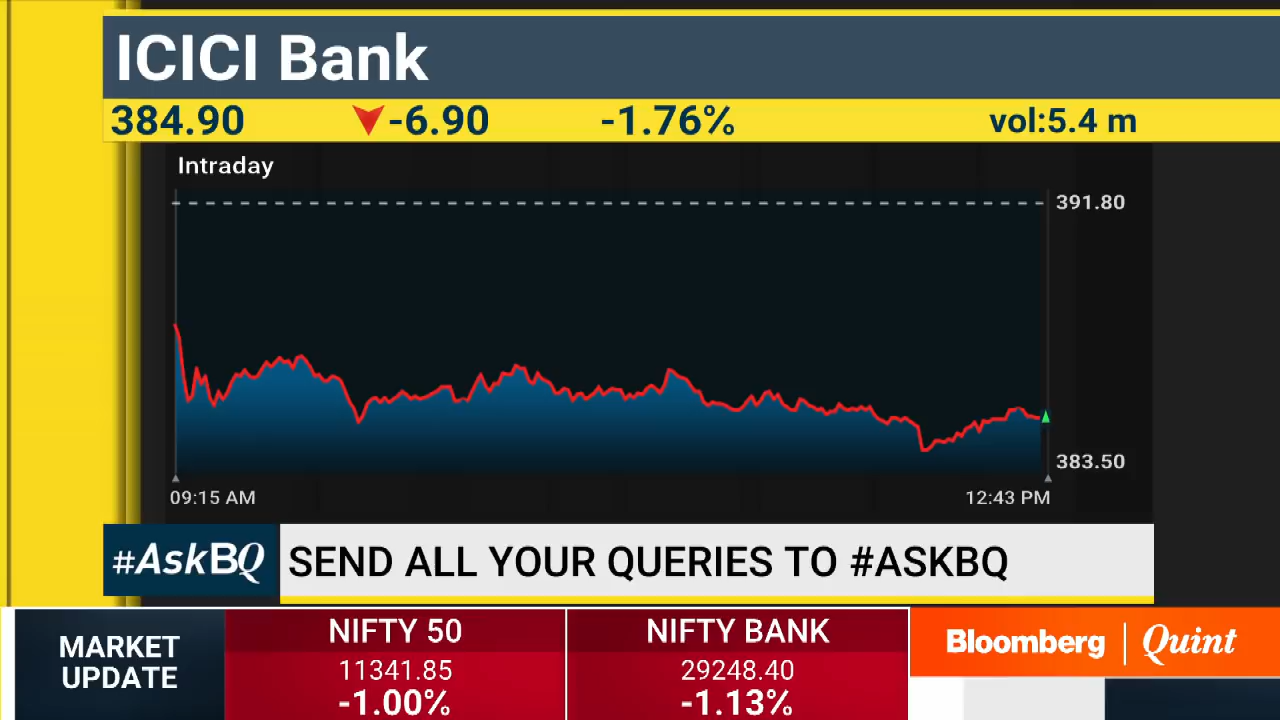 ICICI Bank
384.90 -6.90 -1.76% vol:5.4 m
Intraday
391.80
383.50
09:15 AM 12:43 PM
#AskBQ SEND ALL YOUR QUERIES TO #ASKBQ
MARKET UPDATE
NIFTY 50
11341.85
-1.00%
NIFTY BANK
29248.40
-1.13%
Bloomberg | Quint